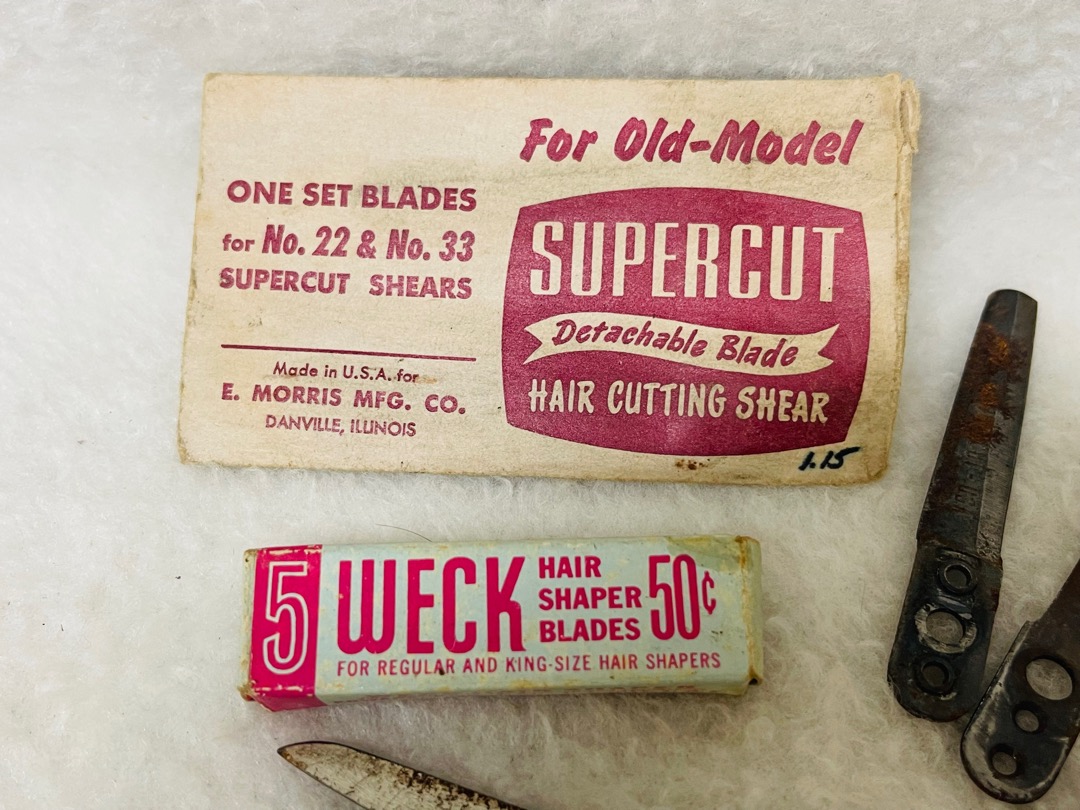 For Old-Model
ONE SET BLADES
for No. 22 & No. 33
SUPERCUT SHEARS
Made in U.S.A. for
E. MORRIS MFG. CO.
DANVILLE, ILLINOIS
SUPERCUT
Detachable Blade
HAIR CUTTING SHEAR
1.15
5 WECK
HAIR
SHAPER
BLADES
50¢
FOR REGULAR AND KING-SIZE HAIR SHAPERS